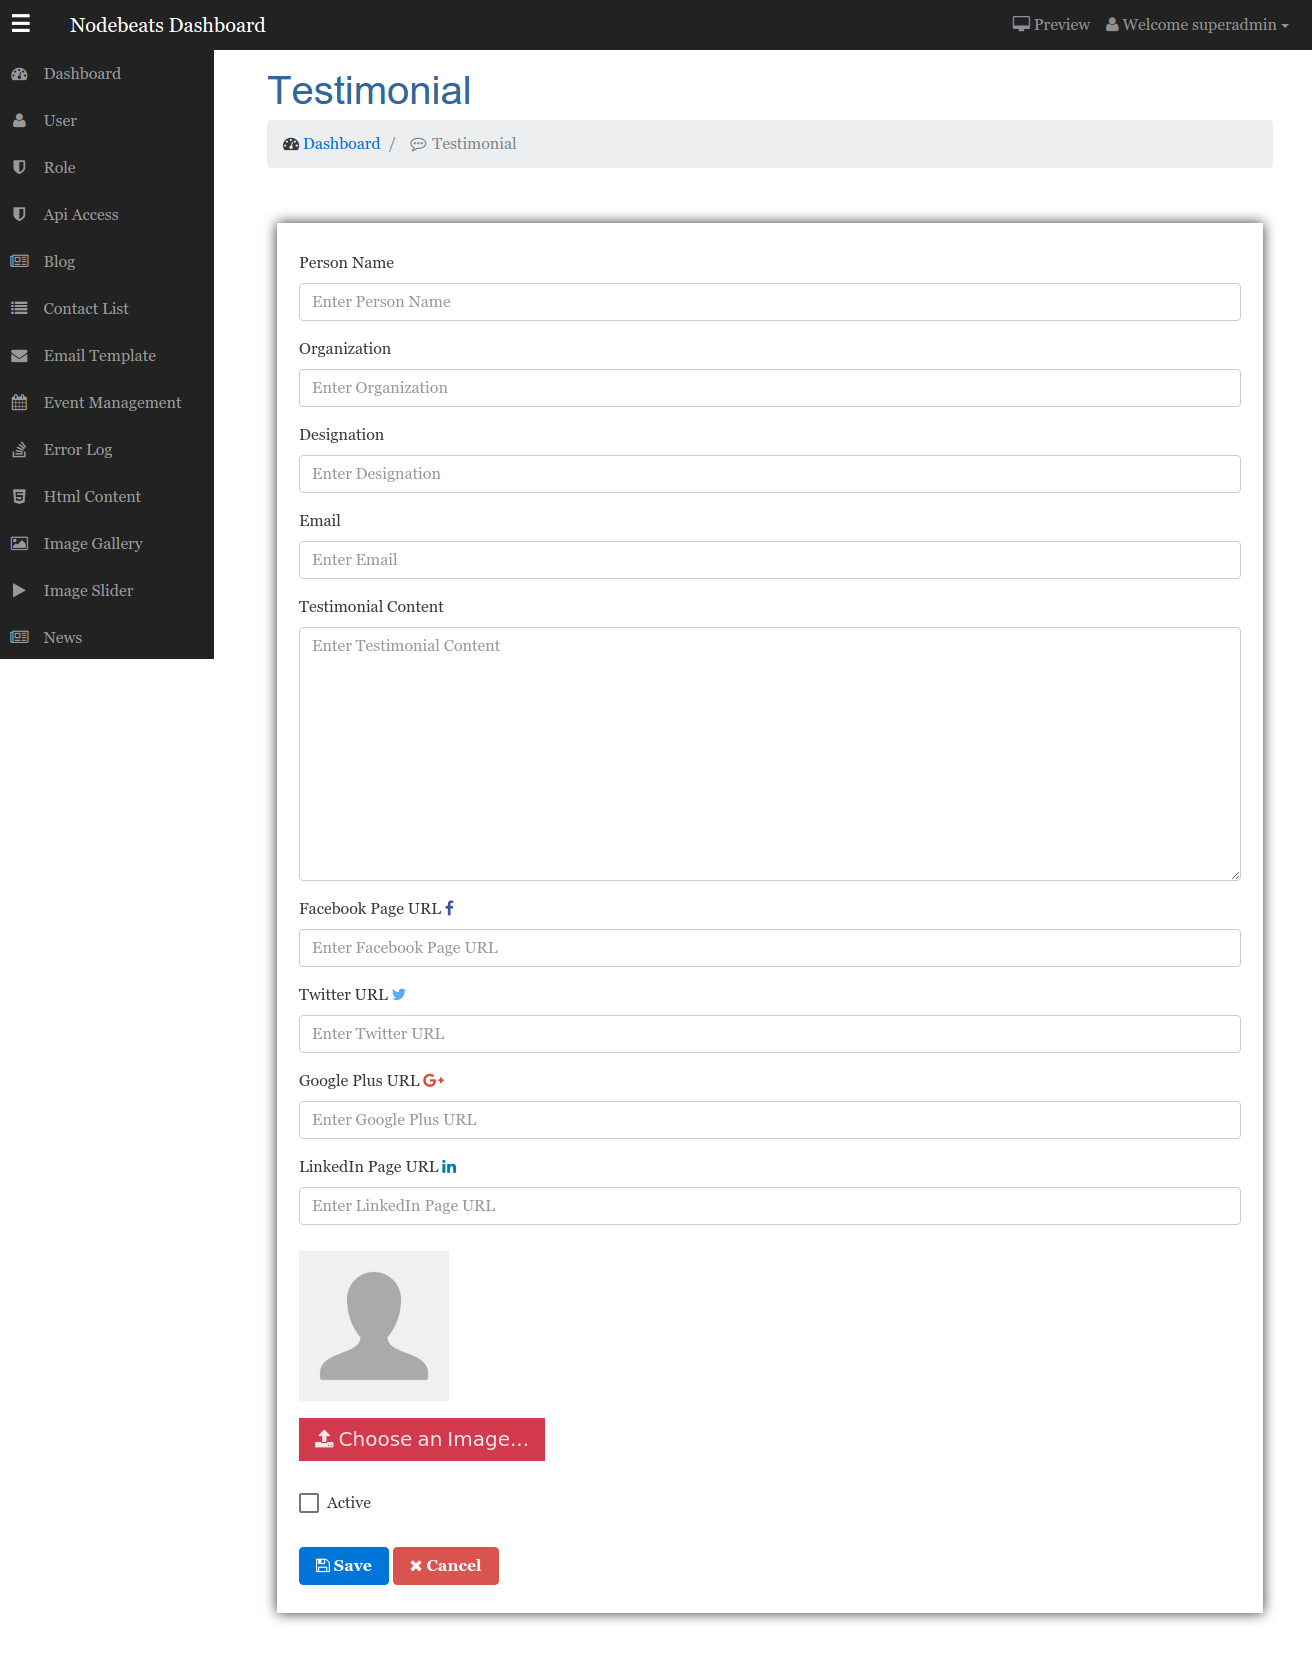 Nodebeats Dashboard
Preview
Welcome superadmin
Dashboard
User
Role
Api Access
Blog
Contact List
Email Template
Event Management
Error Log
Html Content
Image Gallery
Image Slider
News
Testimonial
Dashboard / Testimonial
Person Name
Enter Person Name
Organization
Enter Organization
Designation
Enter Designation
Email
Enter Email
Testimonial Content
Enter Testimonial Content
Facebook Page URL
Enter Facebook Page URL
Twitter URL
Enter Twitter URL
Google Plus URL
Enter Google Plus URL
LinkedIn Page URL
Enter LinkedIn Page URL
Choose an Image...
Active
Save
Cancel